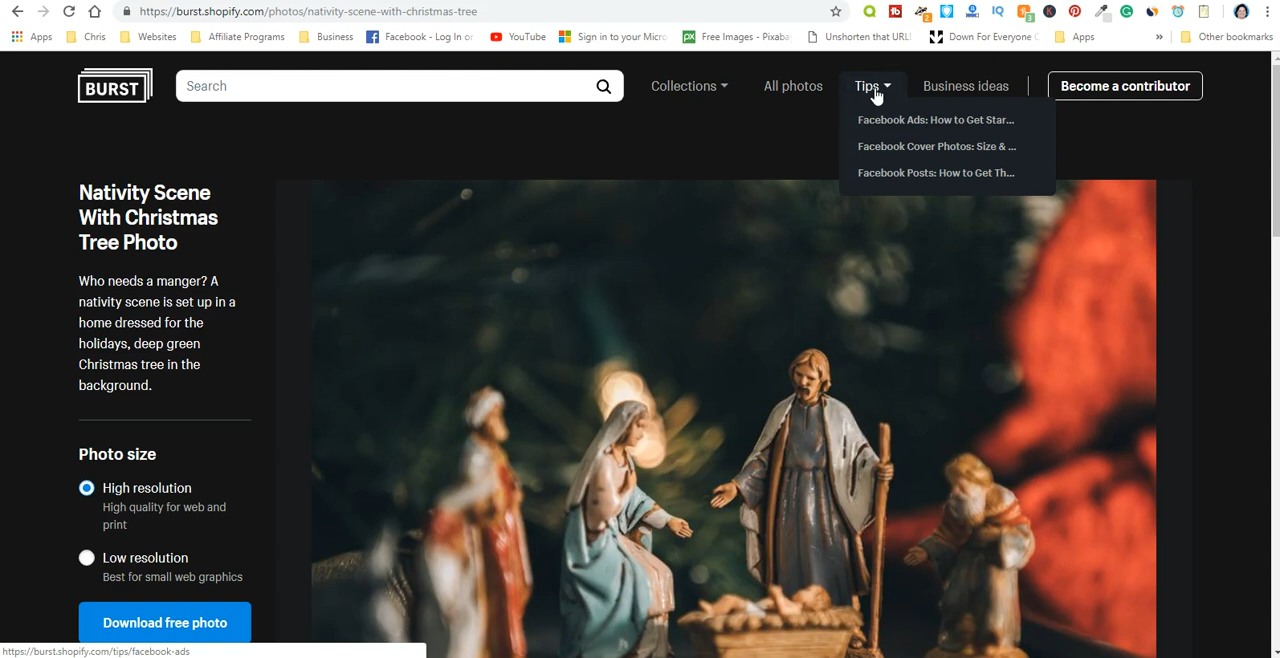 https://burst.shopify.com/photos/nativity-scene-with-christmas-tree
Apps Chris Websites Affiliate Programs Business Facebook - Log In or YouTube Sign in to your Micro Free Images - Pixaba Unshorten that URL! Down For Everyone Apps » Other bookmarks
BURST Search Collections All photos Tips Business ideas Become a contributor
Facebook Ads: How to Get Star...
Facebook Cover Photos: Size & ...
Facebook Posts: How to Get Th...
Nativity Scene
With Christmas
Tree Photo
Who needs a manger? A
nativity scene is set up in a
home dressed for the
holidays, deep green
Christmas tree in the
background.
Photo size
High resolution
High quality for web and
print
Low resolution
Best for small web graphics
Download free photo
https://burst.shopify.com/tips/facebook-ads